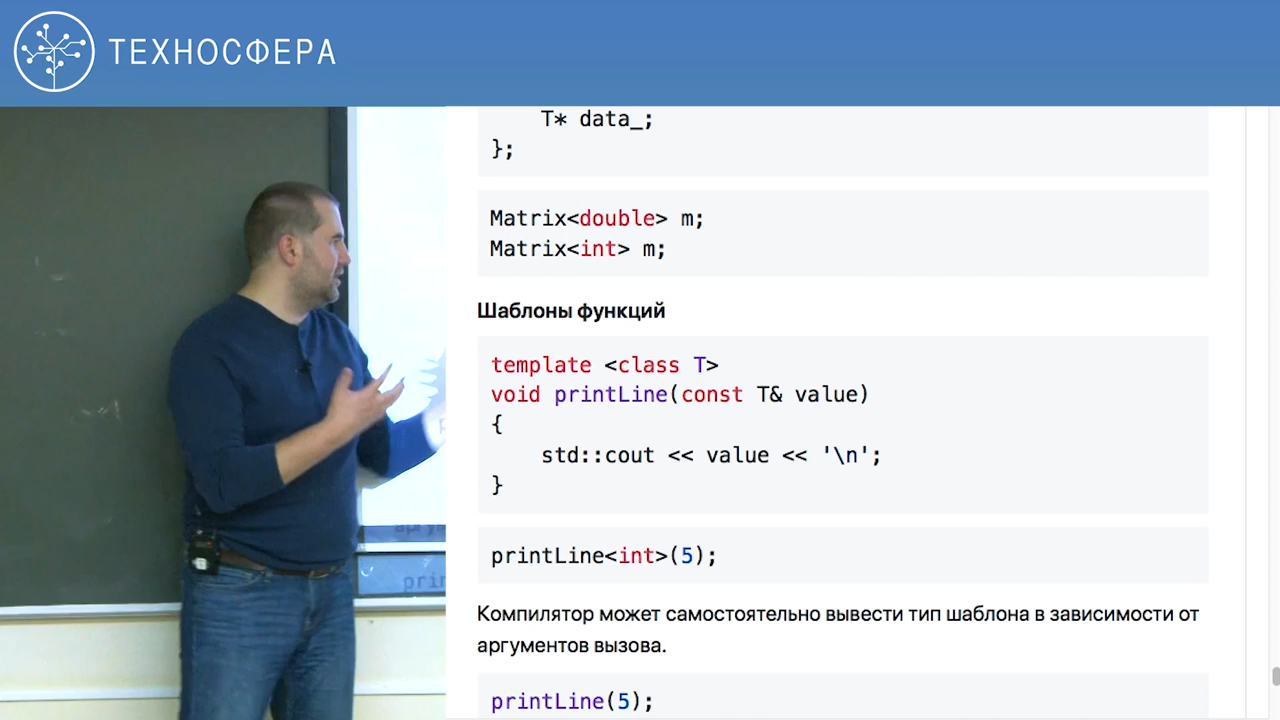 ТЕХНОСФЕРА
T* data_;
};
Matrix<double> m;
Matrix<int> m;
Шаблоны функций
template <class T>
void printLine(const T& value)
{
std::cout << value << '\n';
}
printLine<int>(5);
Компилятор может самостоятельно вывести тип шаблона в зависимости от
аргументов вызова.
printLine(5);